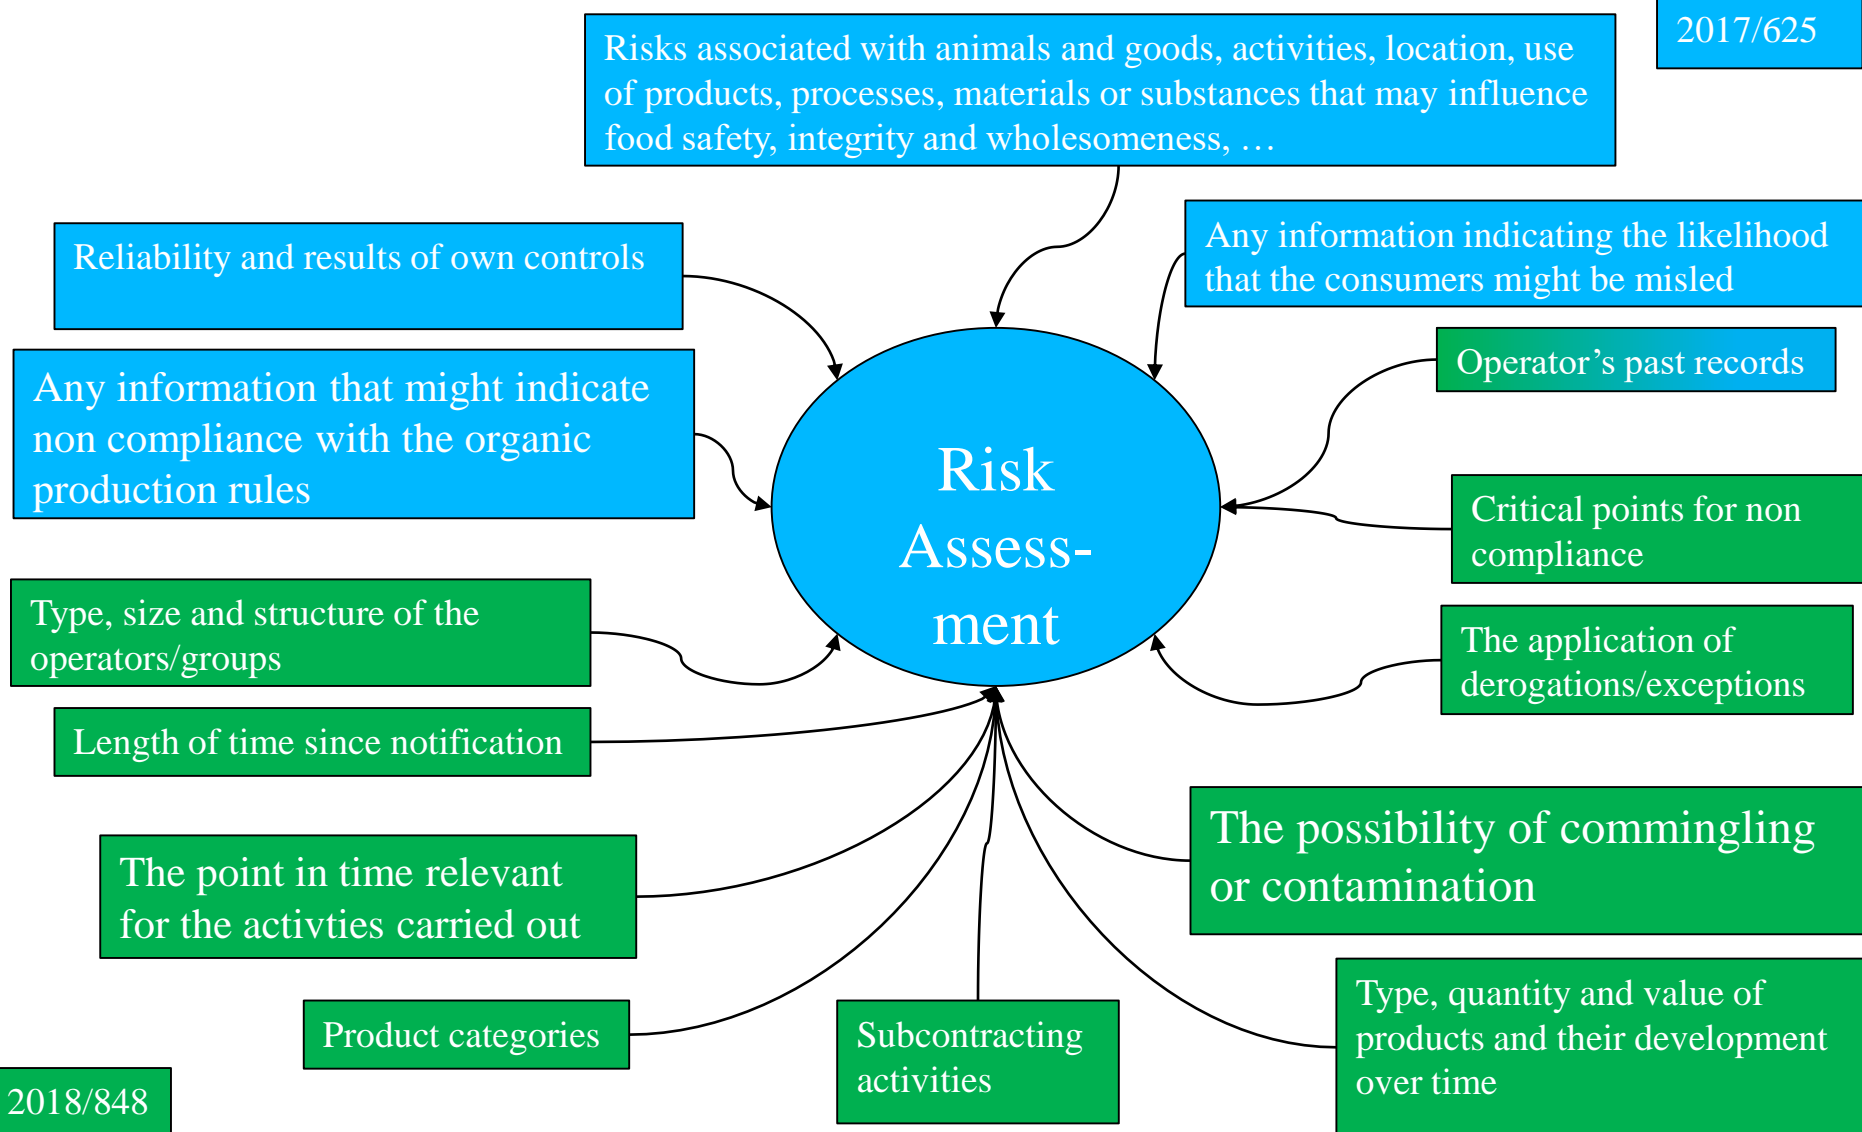 2017/625
Risks associated with animals and goods, activities, location, use
of products, processes, materials or substances that may influence
food safety, integrity and wholesomeness, …
Reliability and results of own controls
Any information indicating the likelihood
that the consumers might be misled
Operator’s past records
Any information that might indicate
non compliance with the organic
production rules
Risk
Assess-
ment
Critical points for non
compliance
Type, size and structure of the
operators/groups
The application of
derogations/exceptions
Length of time since notification
The possibility of commingling
or contamination
The point in time relevant
for the activties carried out
Product categories
Subcontracting
activities
Type, quantity and value of
products and their development
over time
2018/848